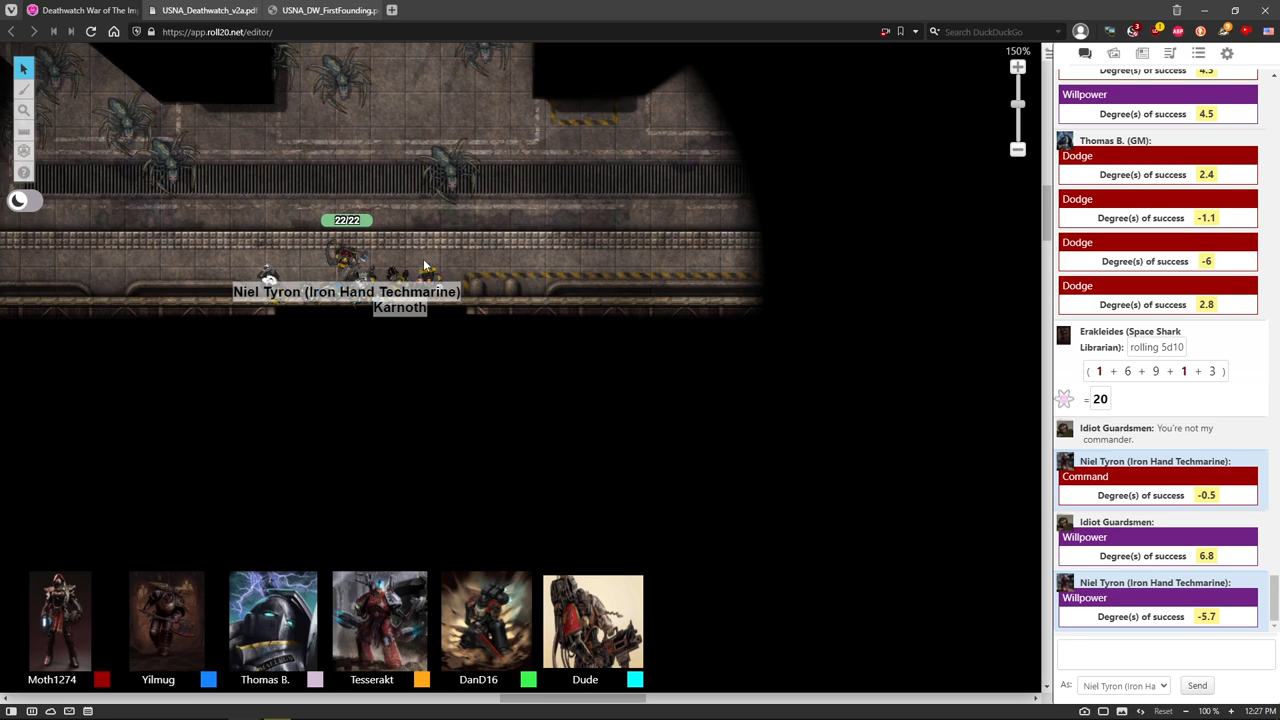 Deathwatch War of The Im
USNA_Deathwatch_v2a.pdf
USNA_DW_FirstFounding.p
https://app.roll20.net/editor/
Search DuckDuckGo
150%
22/22
Niel Tyron (Iron Hand Techmarine)
Karnoth
Moth1274
Yilmug
Thomas B.
Tesserakt
DanD16
Dude
Degree(s) of success 4.5
Willpower
Degree(s) of success 4.5
Thomas B. (GM):
Dodge
Degree(s) of success 2.4
Dodge
Degree(s) of success -1.1
Dodge
Degree(s) of success -6
Dodge
Degree(s) of success 2.8
Erakleides (Space Shark
Librarian): rolling 5d10
( 1 + 6 + 9 + 1 + 3 )
= 20
Idiot Guardsmen: You're not my
commander.
Niel Tyron (Iron Hand Techmarine):
Command
Degree(s) of success -0.5
Idiot Guardsmen:
Willpower
Degree(s) of success 6.8
Niel Tyron (Iron Hand Techmarine):
Willpower
Degree(s) of success -5.7
As: Niel Tyron (Iron Ha Send
Reset 100 % 12:27 PM